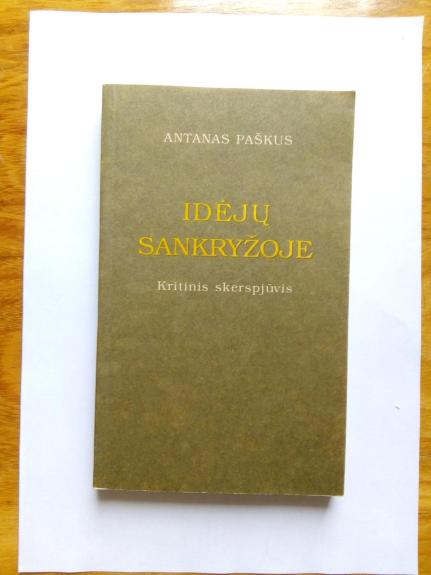 ANTANAS PAŠKUS
IDĖJŲ
SANKRYŽOJE
Kritinis skerspjūvis